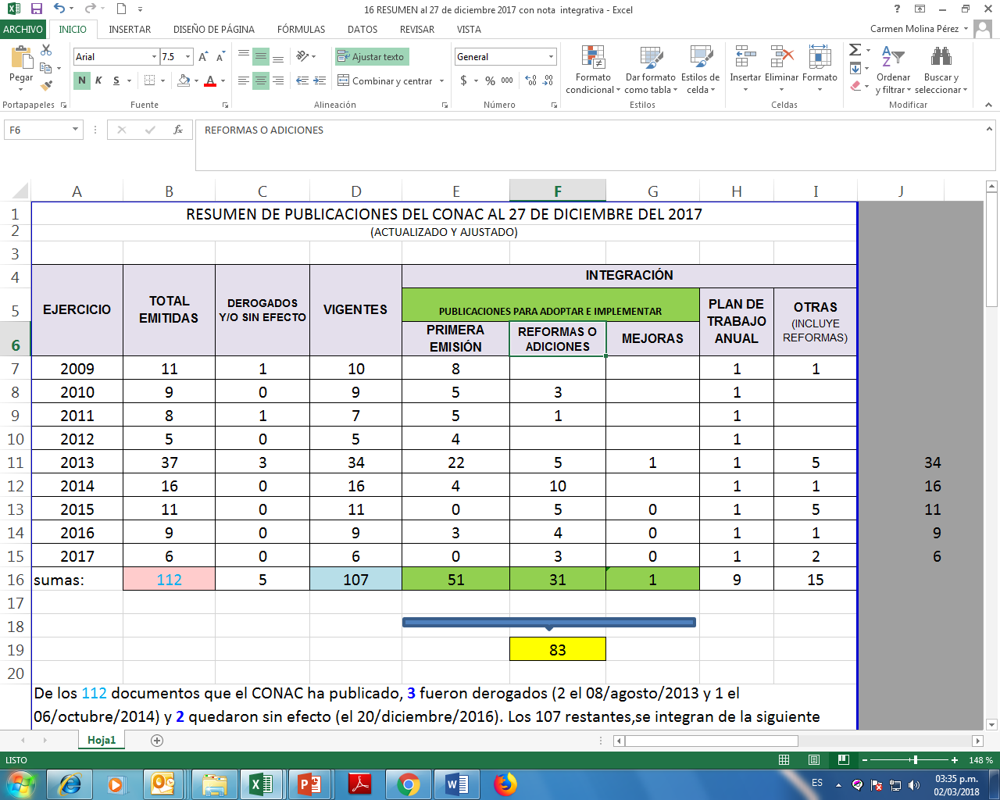 16 RESUMEN al 27 de diciembre 2017 con nota  integrativa - Excel
ARCHIVO INICIO INSERTAR DISEÑO DE PÁGINA FÓRMULAS DATOS REVISAR VISTA Carmen Molina Pérez
Arial 7.5 Ajustar texto General
Pegar N K S Combinar y centrar $ % 000 Formato condicional Dar formato como tabla Estilos de celda Insertar Eliminar Formato Ordenar y filtrar Buscar y seleccionar
Portapapeles Fuente Alineación Número Estilos Celdas Modificar
F6 fx REFORMAS O ADICIONES
A B C D E F G H I J
1 RESUMEN DE PUBLICACIONES DEL CONAC AL 27 DE DICIEMBRE DEL 2017
2 (ACTUALIZADO Y AJUSTADO)
3
4 INTEGRACIÓN
5 EJERCICIO TOTAL EMITIDAS DEROGADOS Y/O SIN EFECTO VIGENTES PUBLICACIONES PARA ADOPTAR E IMPLEMENTAR PLAN DE TRABAJO ANUAL OTRAS (INCLUYE REFORMAS)
6 PRIMERA EMISIÓN REFORMAS O ADICIONES MEJORAS
7 2009 11 1 10 8 1 1
8 2010 9 0 9 5 3 1
9 2011 8 1 7 5 1 1
10 2012 5 0 5 4 1
11 2013 37 3 34 22 5 1 1 5 34
12 2014 16 0 16 4 10 1 1 16
13 2015 11 0 11 0 5 0 1 5 11
14 2016 9 0 9 3 4 0 1 1 9
15 2017 6 0 6 0 3 0 1 2 6
16 sumas: 112 5 107 51 31 1 9 15
17
18
19 83
20
De los 112 documentos que el CONAC ha publicado, 3 fueron derogados (2 el 08/agosto/2013 y 1 el
06/octubre/2014) y 2 quedaron sin efecto (el 20/diciembre/2016). Los 107 restantes,se integran de la siguiente
Hoja1
LISTO 148 %
ES 03:35 p.m.
02/03/2018